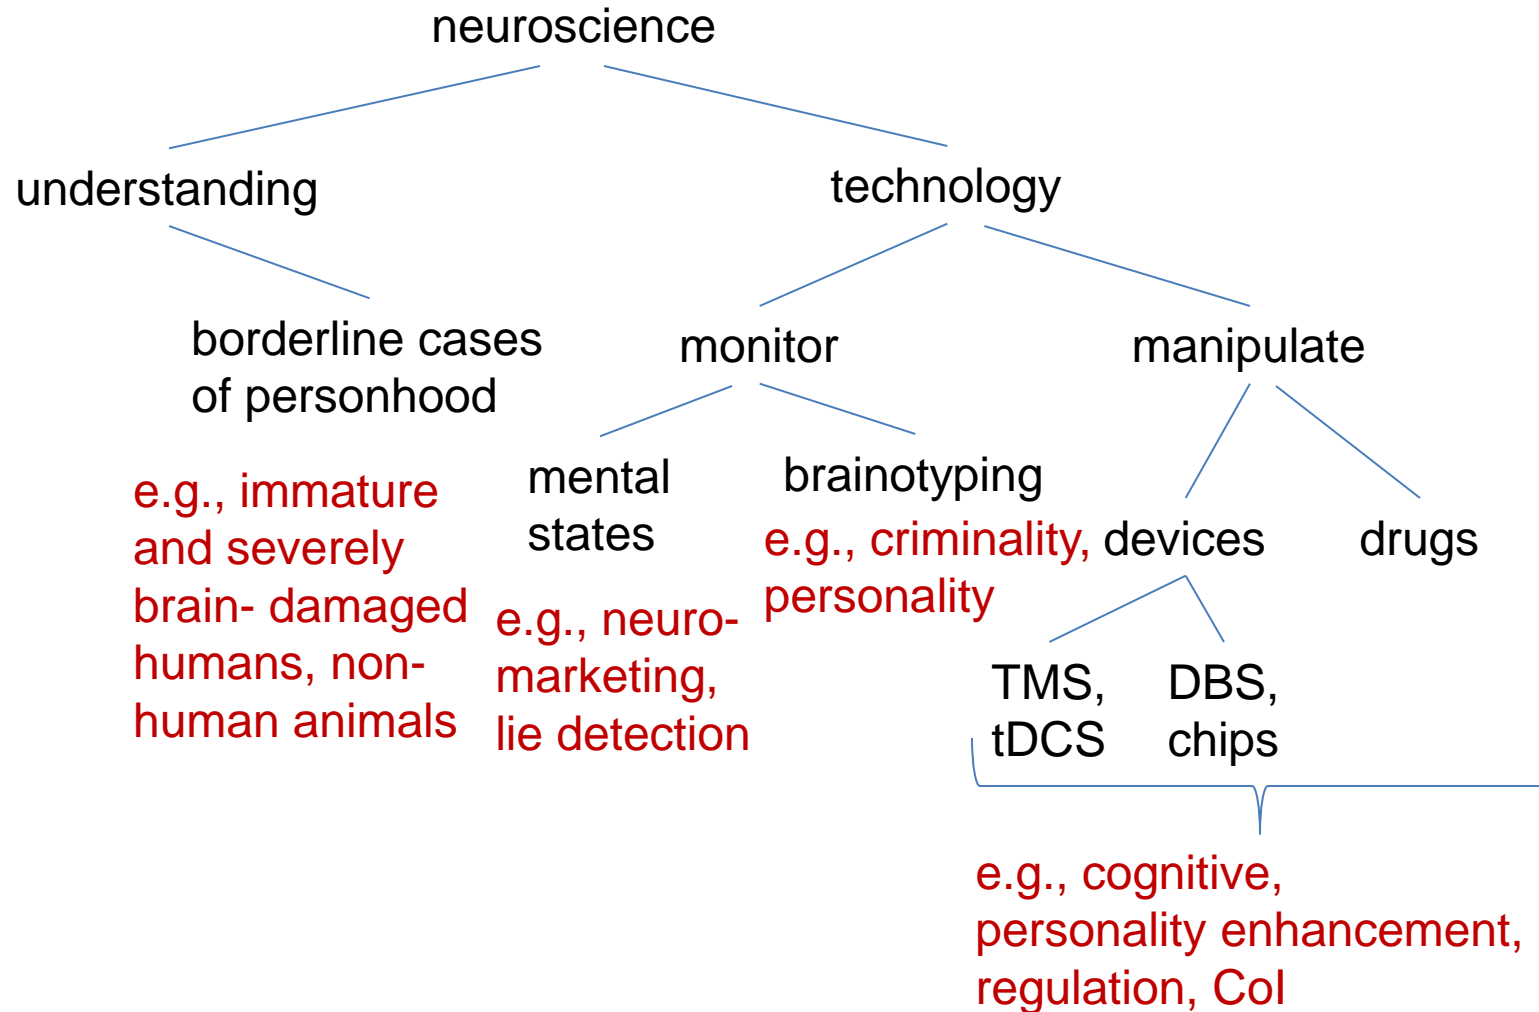 neuroscience
understanding
technology
borderline cases
of personhood
monitor
manipulate
e.g., immature
and severely
brain- damaged
humans, non-
human animals
mental
states
e.g., neuro-
marketing,
lie detection
brainotyping
e.g., criminality,
personality
devices
drugs
TMS,
tDCS
DBS,
chips
e.g., cognitive,
personality enhancement,
regulation, CoI